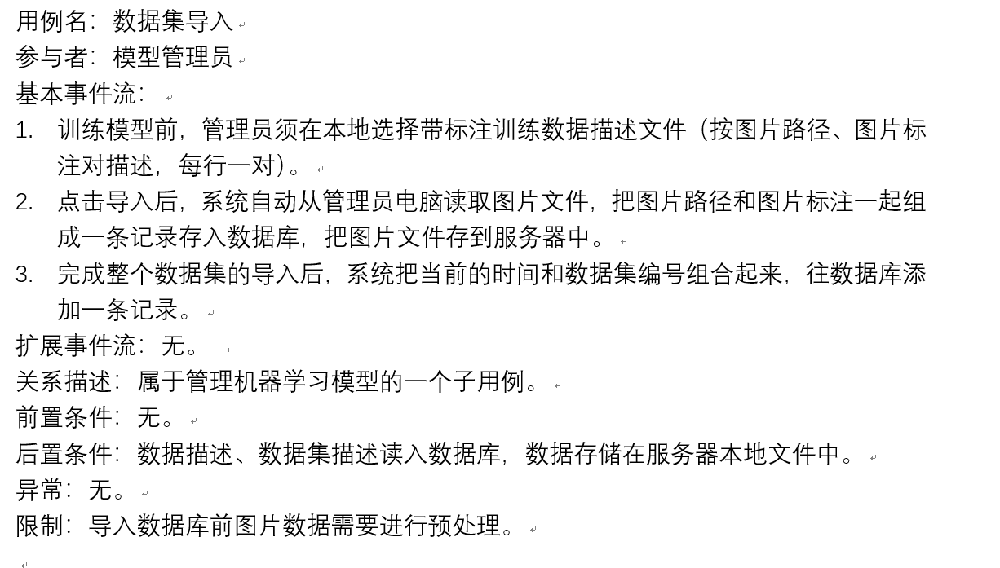 用例名：数据集导入
参与者：模型管理员
基本事件流：
1. 训练模型前，管理员须在本地选择带标注训练数据描述文件（按图片路径、图片标
注对描述，每行一对）。
2. 点击导入后，系统自动从管理员电脑读取图片文件，把图片路径和图片标注一起组
成一条记录存入数据库，把图片文件存到服务器中。
3. 完成整个数据集的导入后，系统把当前的时间和数据集编号组合起来，往数据库添
加一条记录。
扩展事件流：无。
关系描述：属于管理机器学习模型的一个子用例。
前置条件：无。
后置条件：数据描述、数据集描述读入数据库，数据存储在服务器本地文件中。
异常：无。
限制：导入数据库前图片数据需要进行预处理。